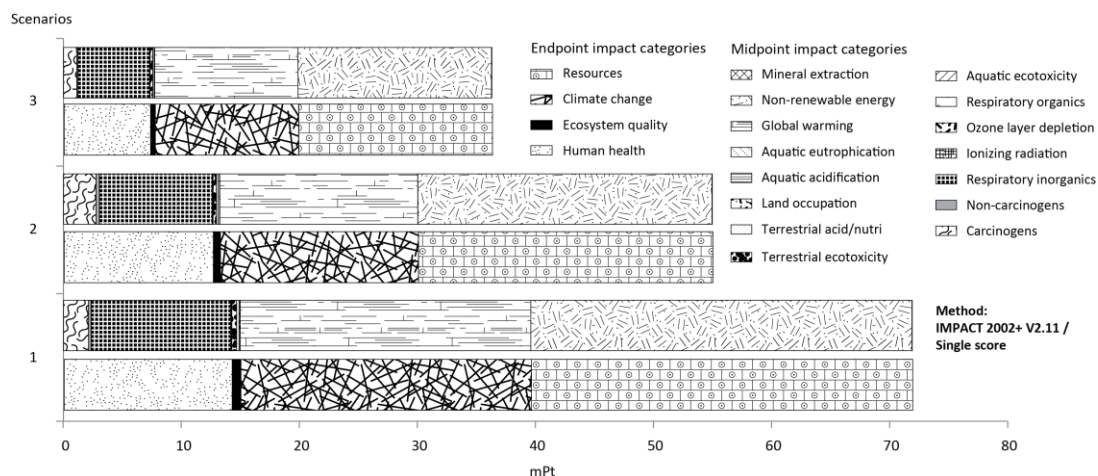 Scenarios
3
2
1
0 10 20 30 40 50 60 70 80
mPt
Endpoint impact categories
Resources
Climate change
Ecosystem quality
Human health
Midpoint impact categories
Mineral extraction
Non-renewable energy
Global warming
Aquatic eutrophication
Aquatic acidification
Land occupation
Terrestrial acid/nutri
Terrestrial ecotoxicity
Aquatic ecotoxicity
Respiratory organics
Ozone layer depletion
Ionizing radiation
Respiratory inorganics
Non-carcinogens
Carcinogens
Method:
IMPACT 2002+ V2.11 /
Single score